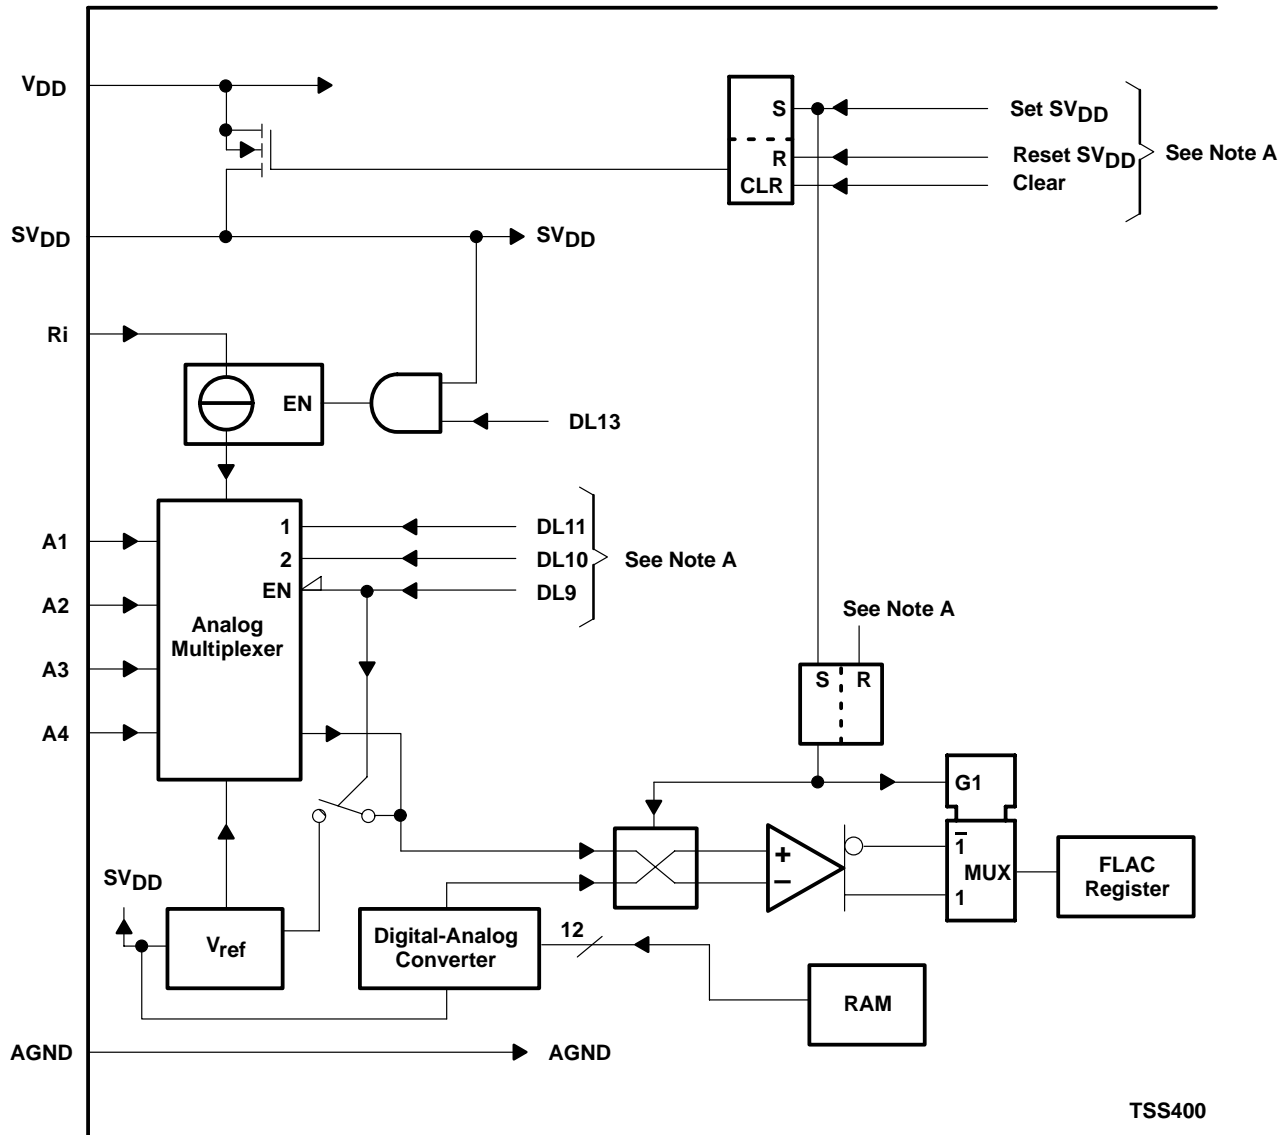 VDD
S
Set SVDD
R
Reset SVDD
See Note A
CLR
Clear
SVDD
SVDD
Ri
EN
DL13
A1
1
DL11
2
DL10
See Note A
EN
DL9
A2
Analog
Multiplexer
See Note A
A3
S
R
A4
G1
+
1
SVDD
−
MUX
FLAC
Register
1
Vref
Digital-Analog
Converter
12
RAM
AGND
AGND
TSS400